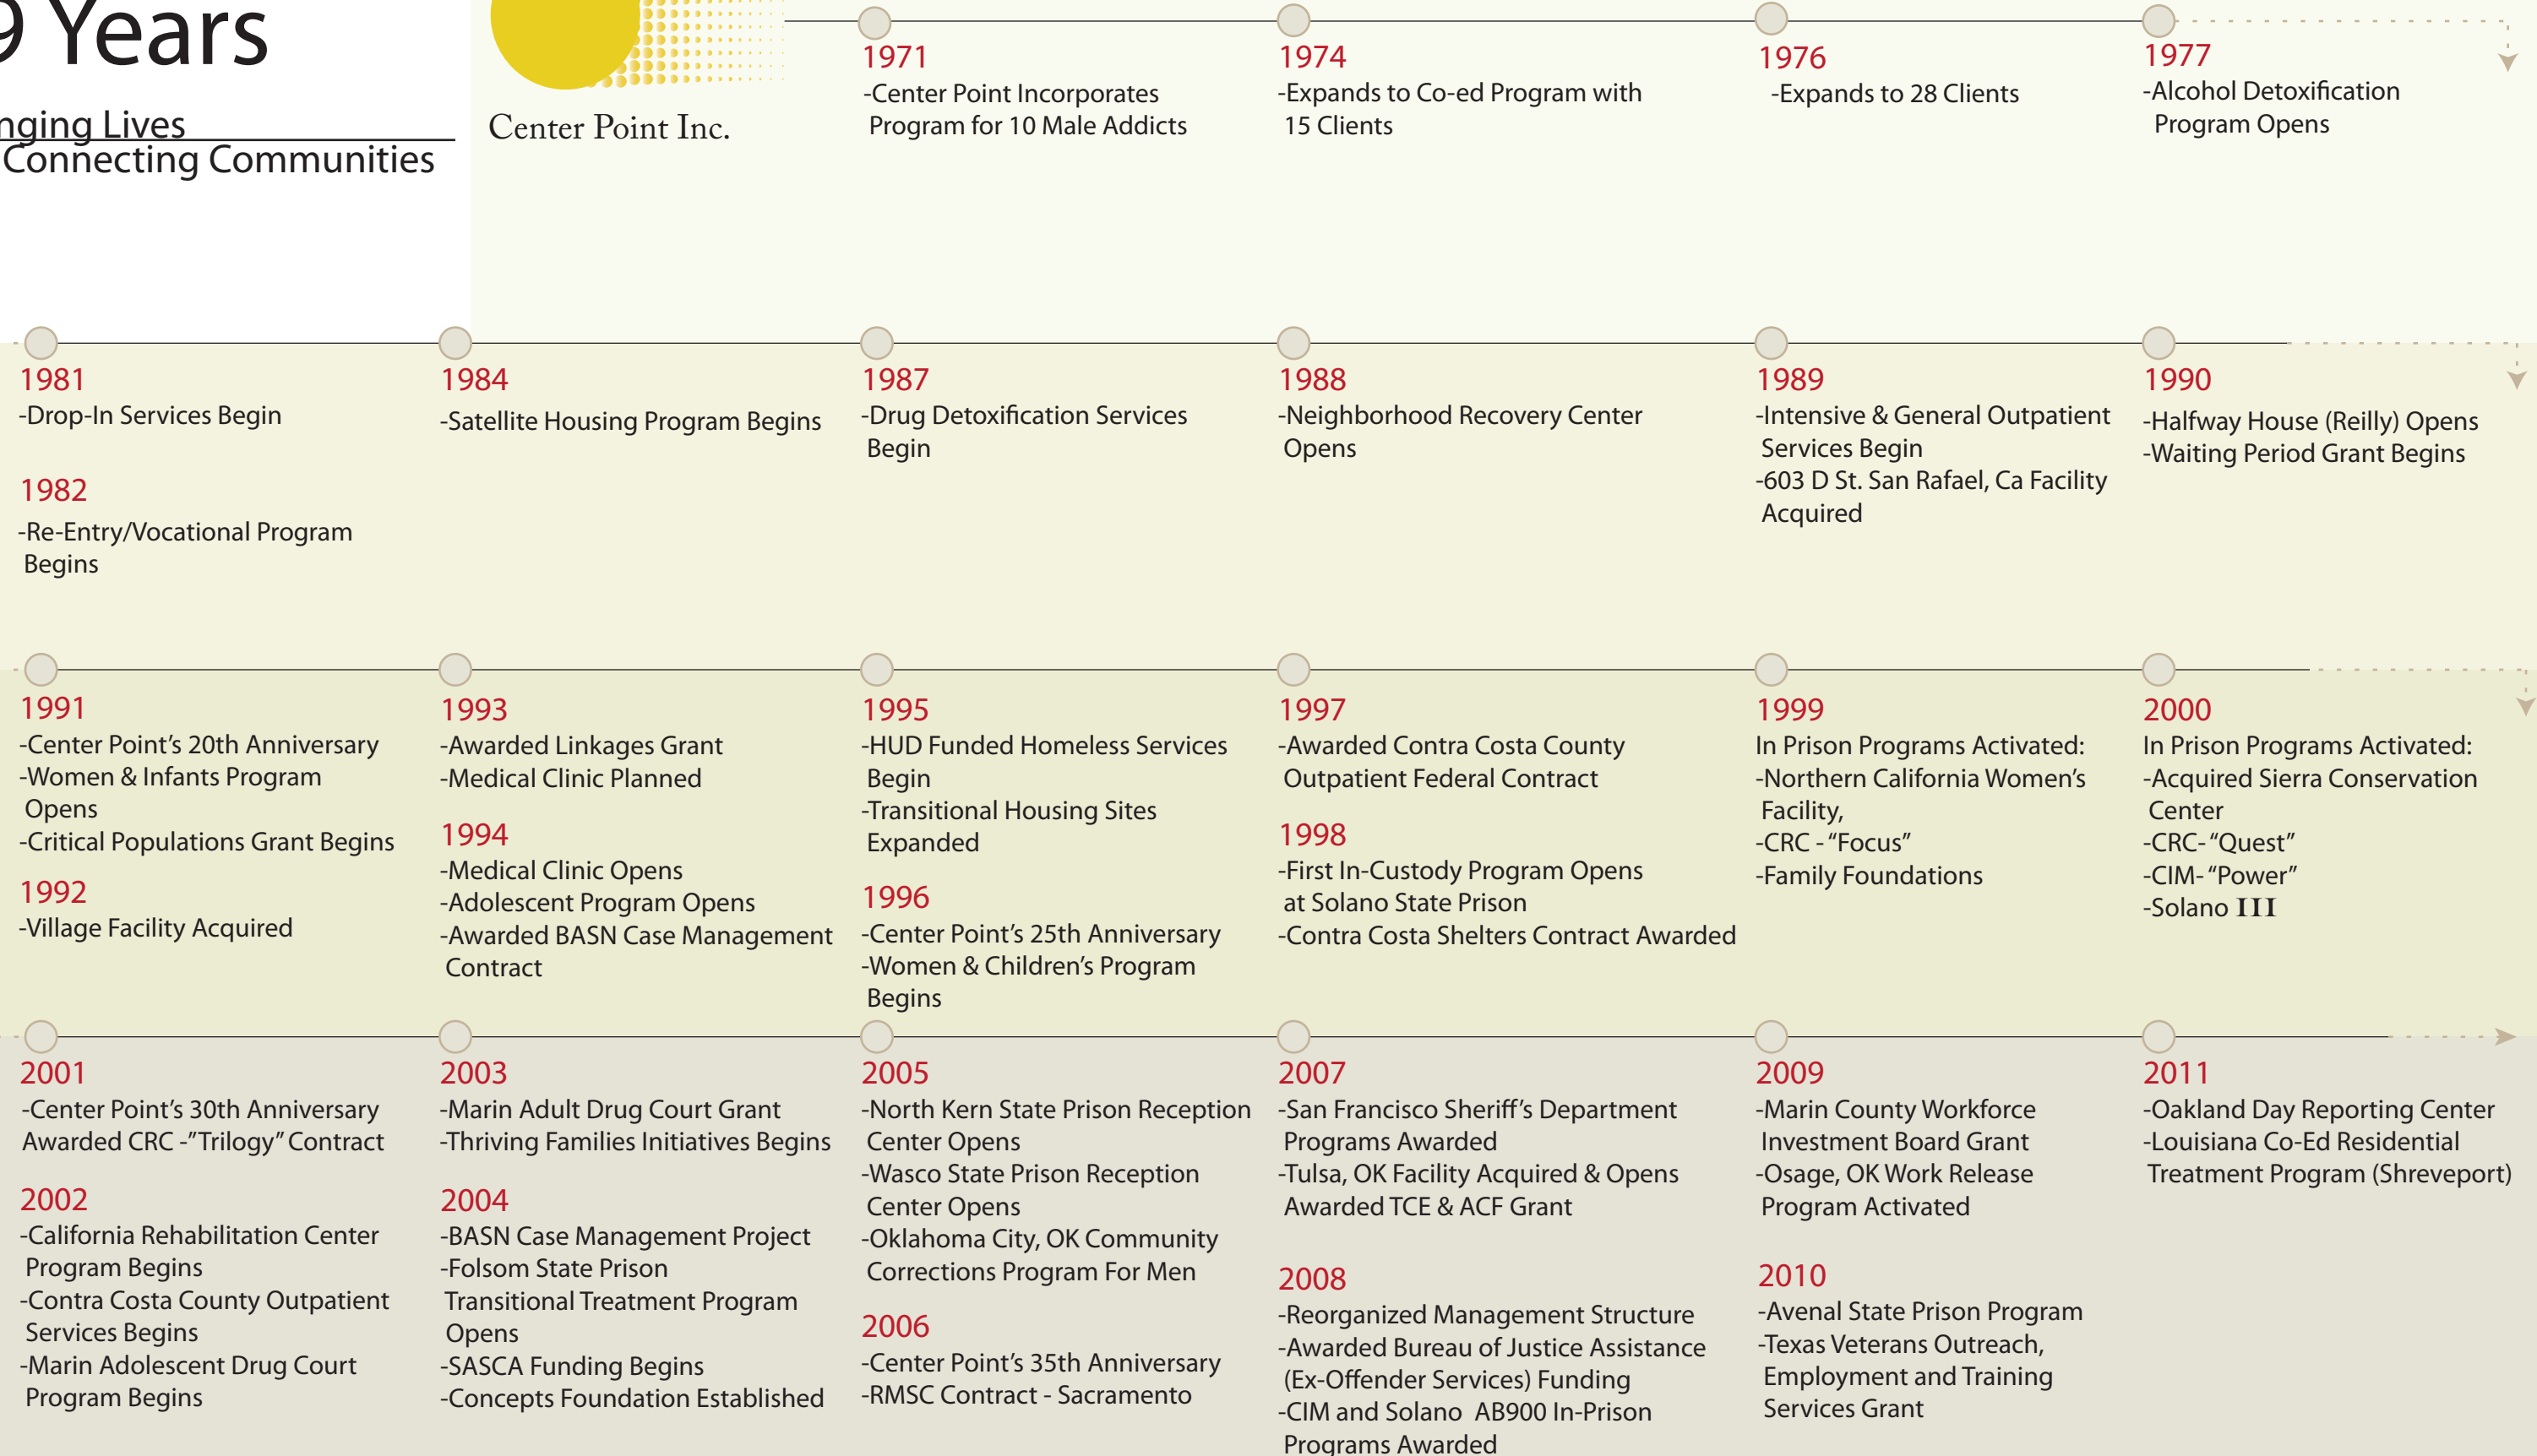 9 Years
nging Lives
Connecting Communities
Center Point Inc.
1971
-Center Point Incorporates
Program for 10 Male Addicts
1974
-Expands to Co-ed Program with
15 Clients
1976
-Expands to 28 Clients
1977
-Alcohol Detoxification
Program Opens
1981
-Drop-In Services Begin
1982
-Re-Entry/Vocational Program
Begins
1984
-Satellite Housing Program Begins
1987
-Drug Detoxification Services
Begin
1988
-Neighborhood Recovery Center
Opens
1989
-Intensive & General Outpatient
Services Begin
-603 D St. San Rafael, Ca Facility
Acquired
1990
-Halfway House (Reilly) Opens
-Waiting Period Grant Begins
1991
-Center Point’s 20th Anniversary
-Women & Infants Program
Opens
-Critical Populations Grant Begins
1992
-Village Facility Acquired
1993
-Awarded Linkages Grant
-Medical Clinic Planned
1994
-Medical Clinic Opens
-Adolescent Program Opens
-Awarded BASN Case Management
Contract
1995
-HUD Funded Homeless Services
Begin
-Transitional Housing Sites
Expanded
1996
-Center Point’s 25th Anniversary
-Women & Children’s Program
Begins
1997
-Awarded Contra Costa County
Outpatient Federal Contract
1998
-First In-Custody Program Opens
at Solano State Prison
-Contra Costa Shelters Contract Awarded
1999
In Prison Programs Activated:
-Northern California Women’s
Facility,
-CRC - “Focus”
-Family Foundations
2000
In Prison Programs Activated:
-Acquired Sierra Conservation
Center
-CRC- “Quest”
-CIM- “Power”
-Solano III
2001
-Center Point’s 30th Anniversary
Awarded CRC -”Trilogy” Contract
2002
-California Rehabilitation Center
Program Begins
-Contra Costa County Outpatient
Services Begins
-Marin Adolescent Drug Court
Program Begins
2003
-Marin Adult Drug Court Grant
-Thriving Families Initiatives Begins
2004
-BASN Case Management Project
-Folsom State Prison
Transitional Treatment Program
Opens
-SASCA Funding Begins
-Concepts Foundation Established
2005
-North Kern State Prison Reception
Center Opens
-Wasco State Prison Reception
Center Opens
-Oklahoma City, OK Community
Corrections Program For Men
2006
-Center Point’s 35th Anniversary
-RMSC Contract - Sacramento
2007
-San Francisco Sheriff’s Department
Programs Awarded
-Tulsa, OK Facility Acquired & Opens
Awarded TCE & ACF Grant
2008
-Reorganized Management Structure
-Awarded Bureau of Justice Assistance
(Ex-Offender Services) Funding
-CIM and Solano AB900 In-Prison
Programs Awarded
2009
-Marin County Workforce
Investment Board Grant
-Osage, OK Work Release
Program Activated
2010
-Avenal State Prison Program
-Texas Veterans Outreach,
Employment and Training
Services Grant
2011
-Oakland Day Reporting Center
-Louisiana Co-Ed Residential
Treatment Program (Shreveport)